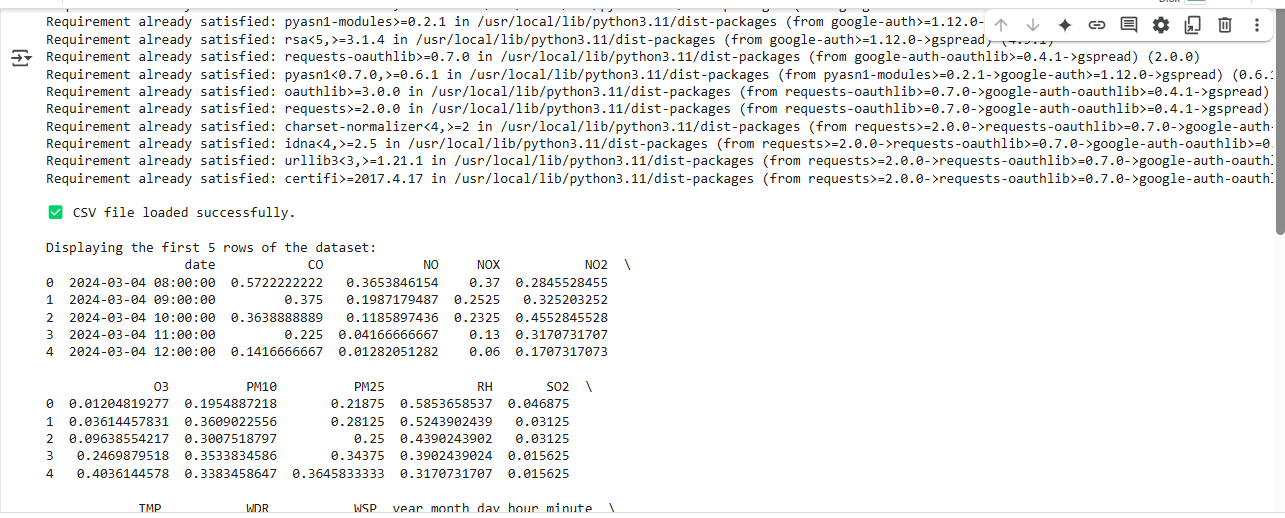 Disk
Requirement already satisfied: pyasn1-modules>=0.2.1 in /usr/local/lib/python3.11/dist-packages (from google-auth>=1.12.0-
Requirement already satisfied: rsa<5,>=3.1.4 in /usr/local/lib/python3.11/dist-packages (from google-auth>=1.12.0->gspread) (4.9.1)
Requirement already satisfied: requests-oauthlib>=0.7.0 in /usr/local/lib/python3.11/dist-packages (from google-auth-oauthlib>=0.4.1->gspread) (2.0.0)
Requirement already satisfied: pyasn1<0.7.0,>=0.6.1 in /usr/local/lib/python3.11/dist-packages (from pyasn1-modules>=0.2.1->google-auth>=1.12.0->gspread) (0.6.1
Requirement already satisfied: oauthlib>=3.0.0 in /usr/local/lib/python3.11/dist-packages (from requests-oauthlib>=0.7.0->google-auth-oauthlib>=0.4.1->gspread)
Requirement already satisfied: requests>=2.0.0 in /usr/local/lib/python3.11/dist-packages (from requests-oauthlib>=0.7.0->google-auth-oauthlib>=0.4.1->gspread)
Requirement already satisfied: charset-normalizer<4,>=2 in /usr/local/lib/python3.11/dist-packages (from requests>=2.0.0->requests-oauthlib>=0.7.0->google-auth-
Requirement already satisfied: idna<4,>=2.5 in /usr/local/lib/python3.11/dist-packages (from requests>=2.0.0->requests-oauthlib>=0.7.0->google-auth-oauthlib>=0.
Requirement already satisfied: urllib3<3,>=1.21.1 in /usr/local/lib/python3.11/dist-packages (from requests>=2.0.0->requests-oauthlib>=0.7.0->google-auth-oauth
Requirement already satisfied: certifi>=2017.4.17 in /usr/local/lib/python3.11/dist-packages (from requests>=2.0.0->requests-oauthlib>=0.7.0->google-auth-oauthl
✅ CSV file loaded successfully.
Displaying the first 5 rows of the dataset:
date CO NO NOX NO2 \
0 2024-03-04 08:00:00 0.5722222222 0.3653846154 0.37 0.2845528455
1 2024-03-04 09:00:00 0.375 0.1987179487 0.2525 0.325203252
2 2024-03-04 10:00:00 0.3638888889 0.1185897436 0.2325 0.4552845528
3 2024-03-04 11:00:00 0.225 0.04166666667 0.13 0.3170731707
4 2024-03-04 12:00:00 0.1416666667 0.01282051282 0.06 0.1707317073
O3 PM10 PM25 RH SO2 \
0 0.01204819277 0.1954887218 0.21875 0.5853658537 0.046875
1 0.03614457831 0.3609022556 0.28125 0.5243902439 0.03125
2 0.09638554217 0.3007518797 0.25 0.4390243902 0.03125
3 0.2469879518 0.3533834586 0.34375 0.3902439024 0.015625
4 0.4036144578 0.3383458647 0.3645833333 0.3170731707 0.015625
TMP WDR WSP year month day hour minute \